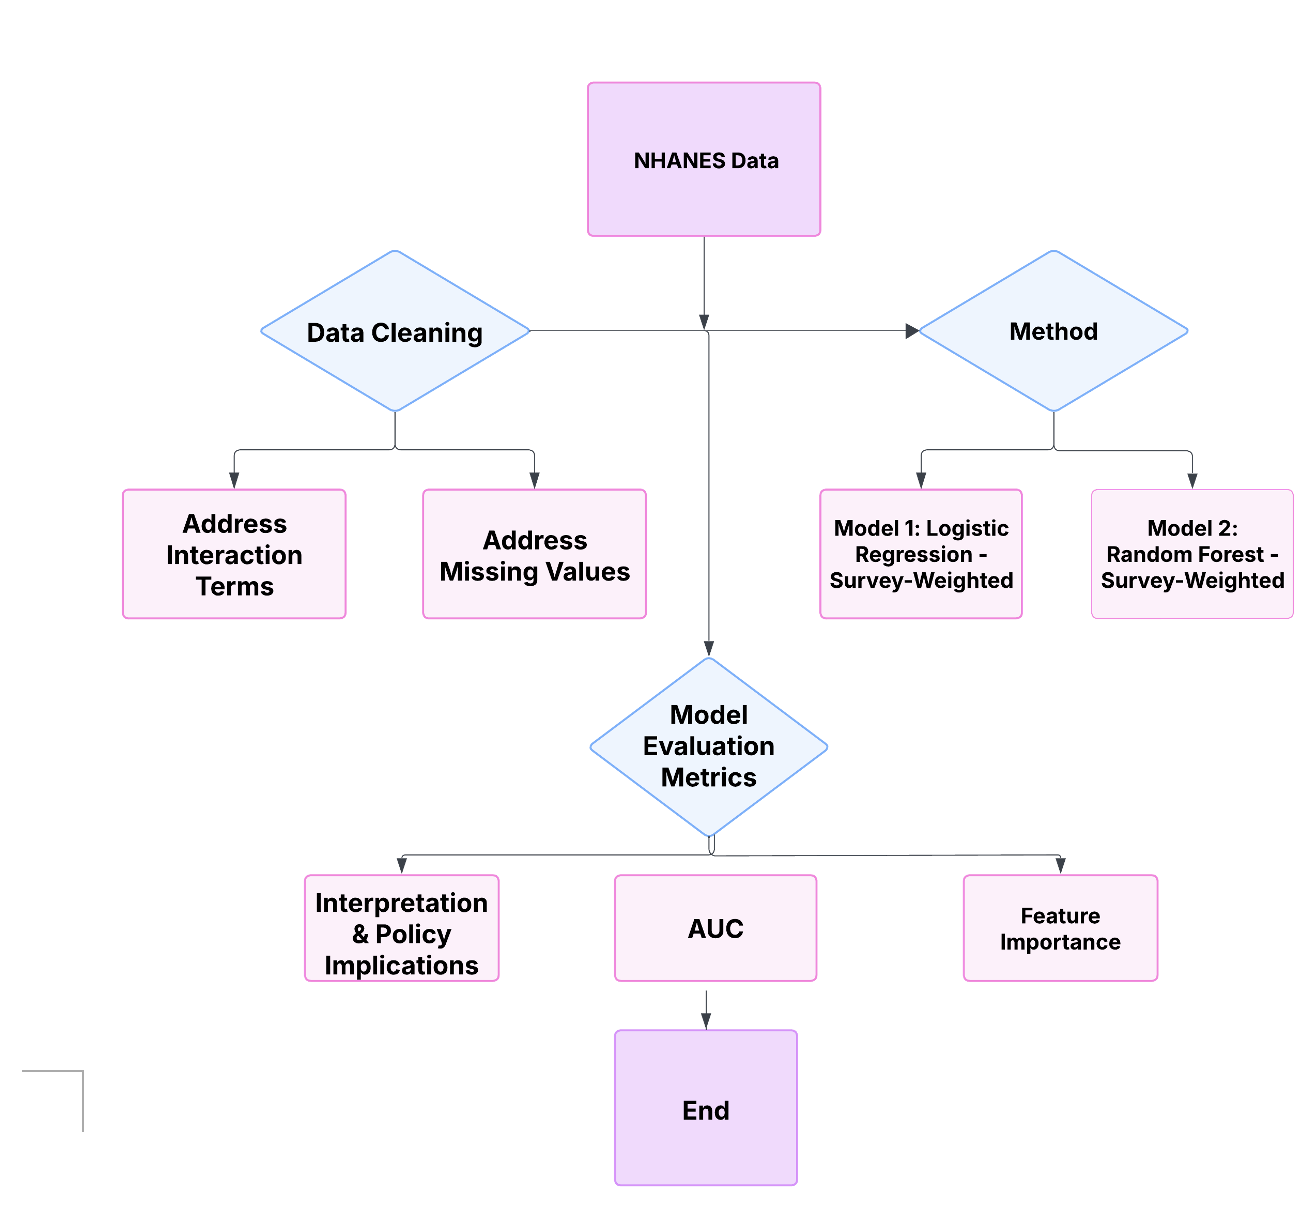 NHANES Data
Data Cleaning
Method
Address
Interaction
Terms
Address
Missing Values
Model 1: Logistic
Regression -
Survey-Weighted
Model 2:
Random Forest -
Survey-Weighted
Model
Evaluation
Metrics
Interpretation
& Policy
Implications
AUC
Feature
Importance
End